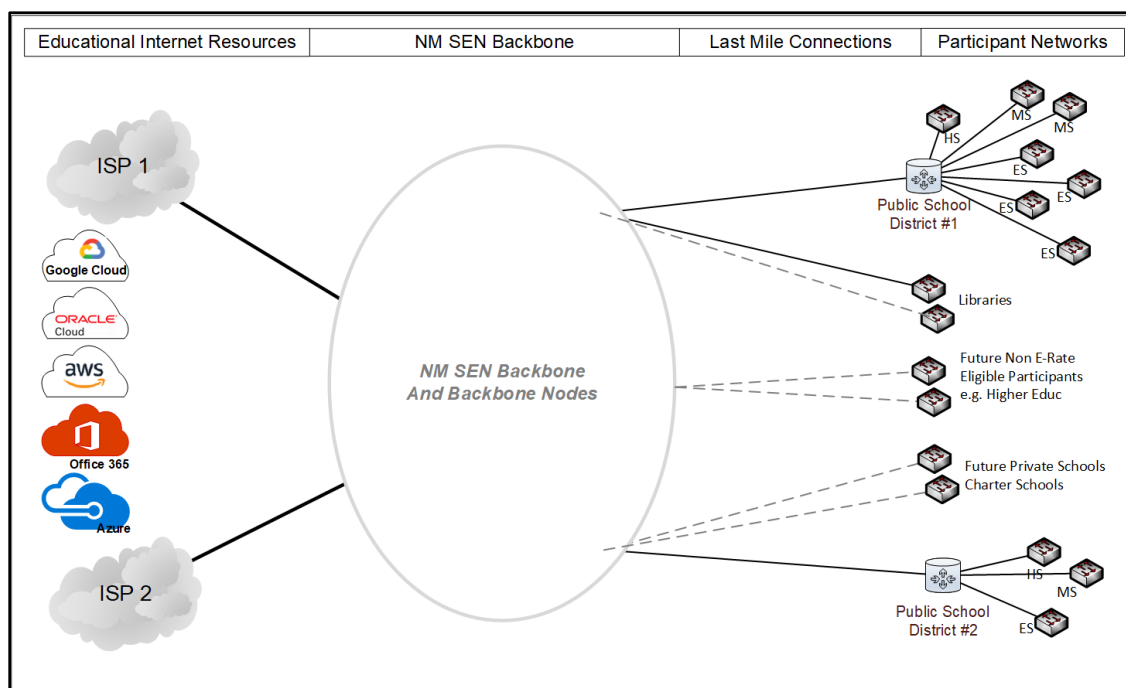 Educational Internet Resources
NM SEN Backbone
Last Mile Connections
Participant Networks
ISP 1
Google Cloud
ORACLE
Cloud
aws
Office 365
Azure
ISP 2
NM SEN Backbone
And Backbone Nodes
HS
MS
MS
ES
ES
ES
ES
Public School
District #1
Libraries
Future Non E-Rate
Eligible Participants
e.g. Higher Educ
Future Private Schools
Charter Schools
HS
MS
ES
Public School
District #2